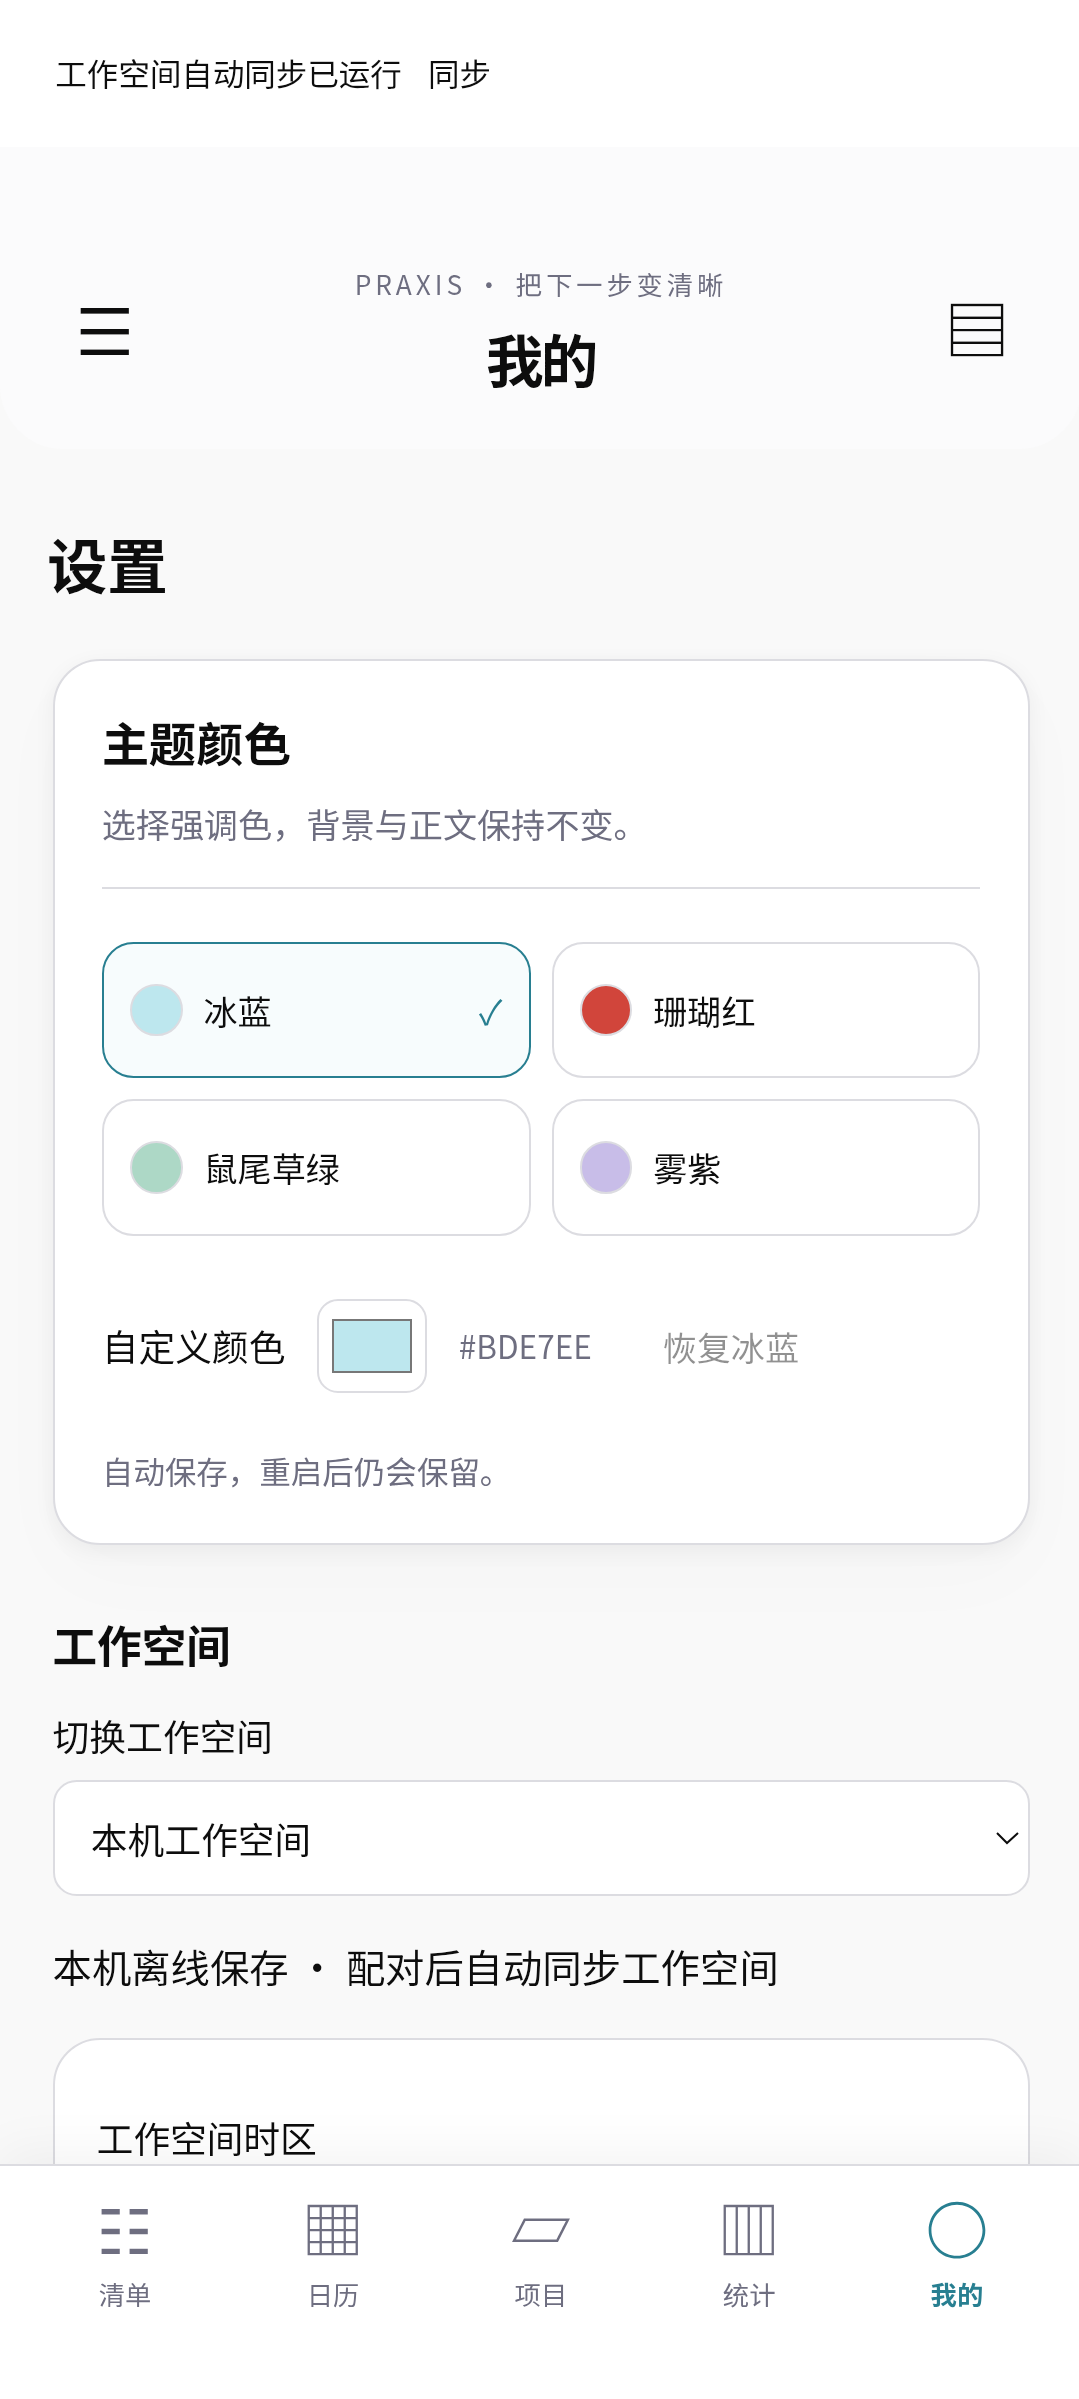 工作空间自动同步已运行 同步
PRAXIS · 把下一步变清晰
我的
设置
主题颜色
选择强调色，背景与正文保持不变。
冰蓝 ✓ 珊瑚红
鼠尾草绿 雾紫
自定义颜色 #BDE7EE 恢复冰蓝
自动保存，重启后仍会保留。
工作空间
切换工作空间
本机工作空间
本机离线保存 · 配对后自动同步工作空间
工作空间时区
清单 日历 项目 统计 我的